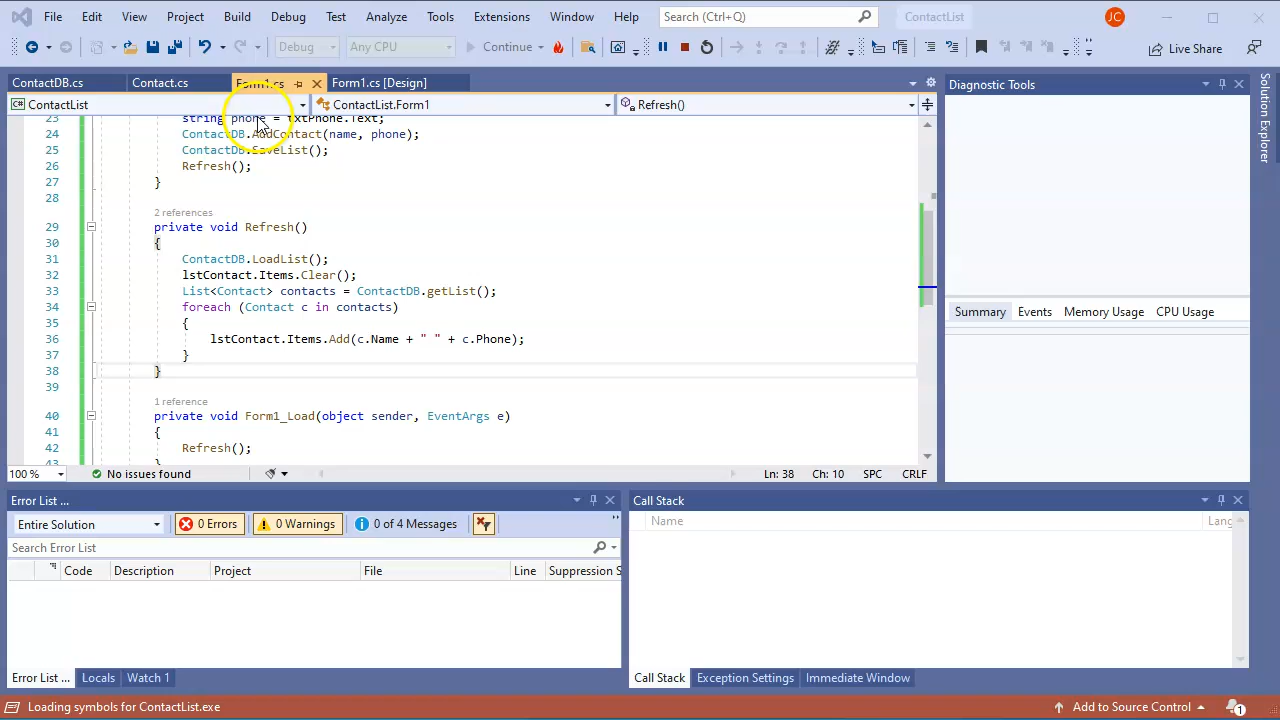 File Edit View Project Build Debug Test Analyze Tools Extensions Window Help Search (Ctrl+Q) ContactList JC
Debug Any CPU Continue Live Share
ContactDB.cs Contact.cs Form1.cs Form1.cs [Design]
Diagnostic Tools
Solution Explorer
C# ContactList ContactList.Form1 Refresh()
23 string phone = txtPhone.Text;
24 ContactDB.AddContact(name, phone);
25 ContactDB.SaveList();
26 Refresh();
27 }
28
2 references
29 private void Refresh()
30 {
31 ContactDB.LoadList();
32 lstContact.Items.Clear();
33 List<Contact> contacts = ContactDB.getList();
34 foreach (Contact c in contacts)
35 {
36 lstContact.Items.Add(c.Name + " " + c.Phone);
37 }
38 }
39
1 reference
40 private void Form1_Load(object sender, EventArgs e)
41 {
42 Refresh();
43 }
Summary Events Memory Usage CPU Usage
100 % No issues found Ln: 38 Ch: 10 SPC CRLF
Error List ...
Entire Solution 0 Errors 0 Warnings 0 of 4 Messages
Search Error List
Code Description Project File Line Suppression S
Call Stack
Name Lang
Error List ... Locals Watch 1
Call Stack Exception Settings Immediate Window
Loading symbols for ContactList.exe Add to Source Control 1